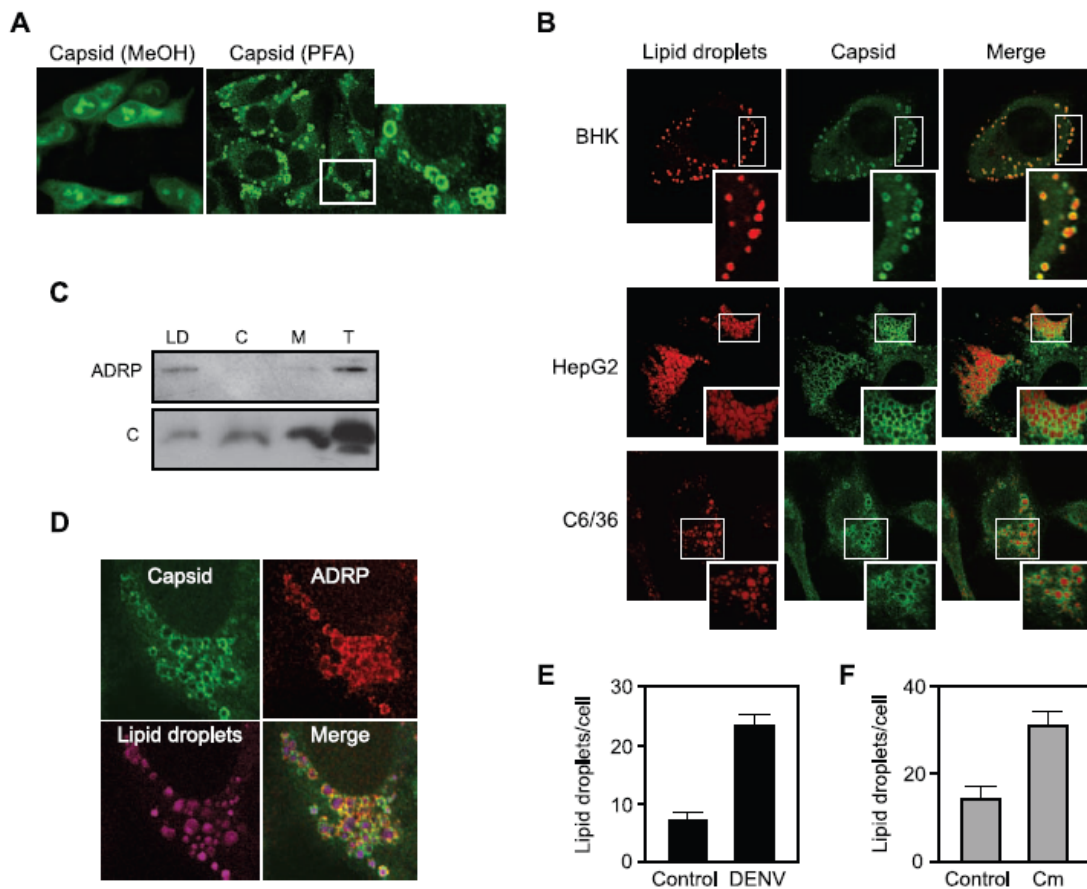 A
Capsid (MeOH) Capsid (PFA)
B
Lipid droplets Capsid Merge
BHK
HepG2
C6/36
C
LD C M T
ADRP
C
D
Capsid ADRP
Lipid droplets Merge
E
Lipid droplets/cell
30
20
10
0
Control DENV
F
Lipid droplets/cell
40
20
0
Control Cm